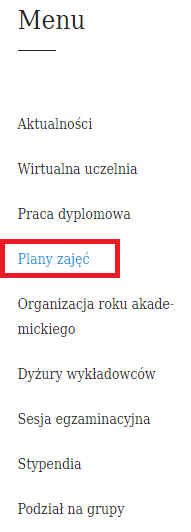 Menu
Aktualności
Wirtualna uczelnia
Praca dyplomowa
Plany zajęć
Organizacja roku akade-
mickiego
Dyżury wykładowców
Sesja egzaminacyjna
Stypendia
Podział na grupy